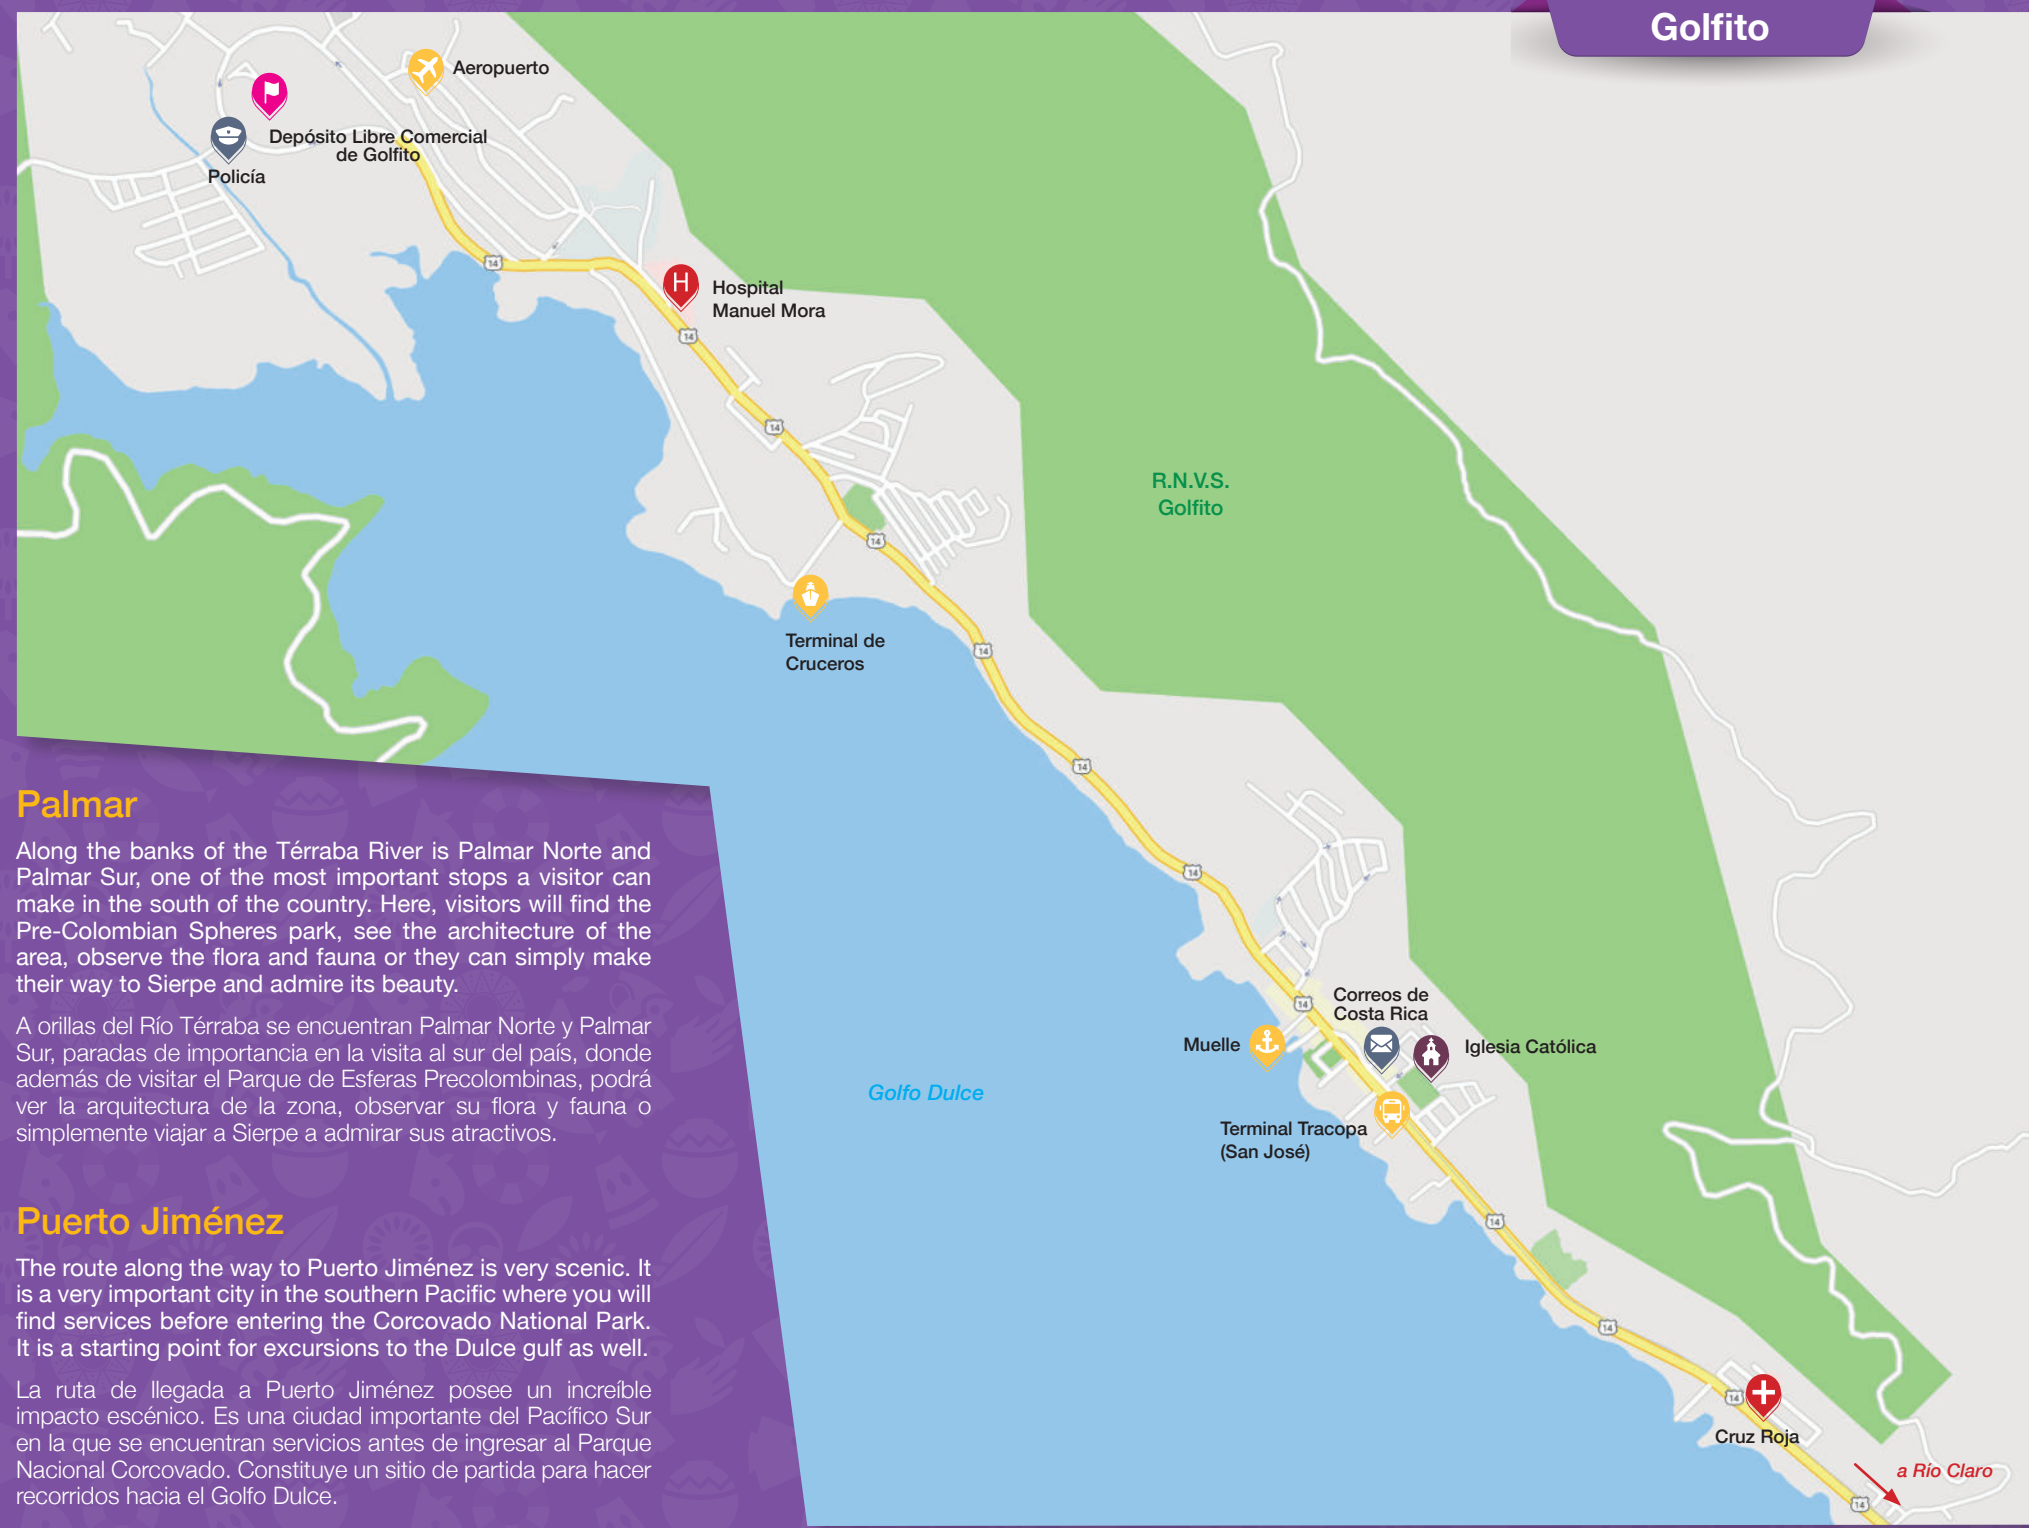 Golfito
Aeropuerto
Depósito Libre Comercial
de Golfito
Policía
14
Hospital
Manuel Mora
14
14
R.N.V.S.
Golfito
14
Terminal de
Cruceros
14
14
14
Correos de
Costa Rica
14
Muelle
Iglesia Católica
Golfo Dulce
Terminal Tracopa
(San José)
14
14
14
Cruz Roja
a Río Claro
14
Palmar
Along the banks of the Térraba River is Palmar Norte and
Palmar Sur, one of the most important stops a visitor can
make in the south of the country. Here, visitors will find the
Pre-Colombian Spheres park, see the architecture of the
area, observe the flora and fauna or they can simply make
their way to Sierpe and admire its beauty.
A orillas del Río Térraba se encuentran Palmar Norte y Palmar
Sur, paradas de importancia en la visita al sur del país, donde
además de visitar el Parque de Esferas Precolombinas, podrá
ver la arquitectura de la zona, observar su flora y fauna o
simplemente viajar a Sierpe a admirar sus atractivos.
Puerto Jiménez
The route along the way to Puerto Jiménez is very scenic. It
is a very important city in the southern Pacific where you will
find services before entering the Corcovado National Park.
It is a starting point for excursions to the Dulce gulf as well.
La ruta de llegada a Puerto Jiménez posee un increíble
impacto escénico. Es una ciudad importante del Pacífico Sur
en la que se encuentran servicios antes de ingresar al Parque
Nacional Corcovado. Constituye un sitio de partida para hacer
recorridos hacia el Golfo Dulce.
H